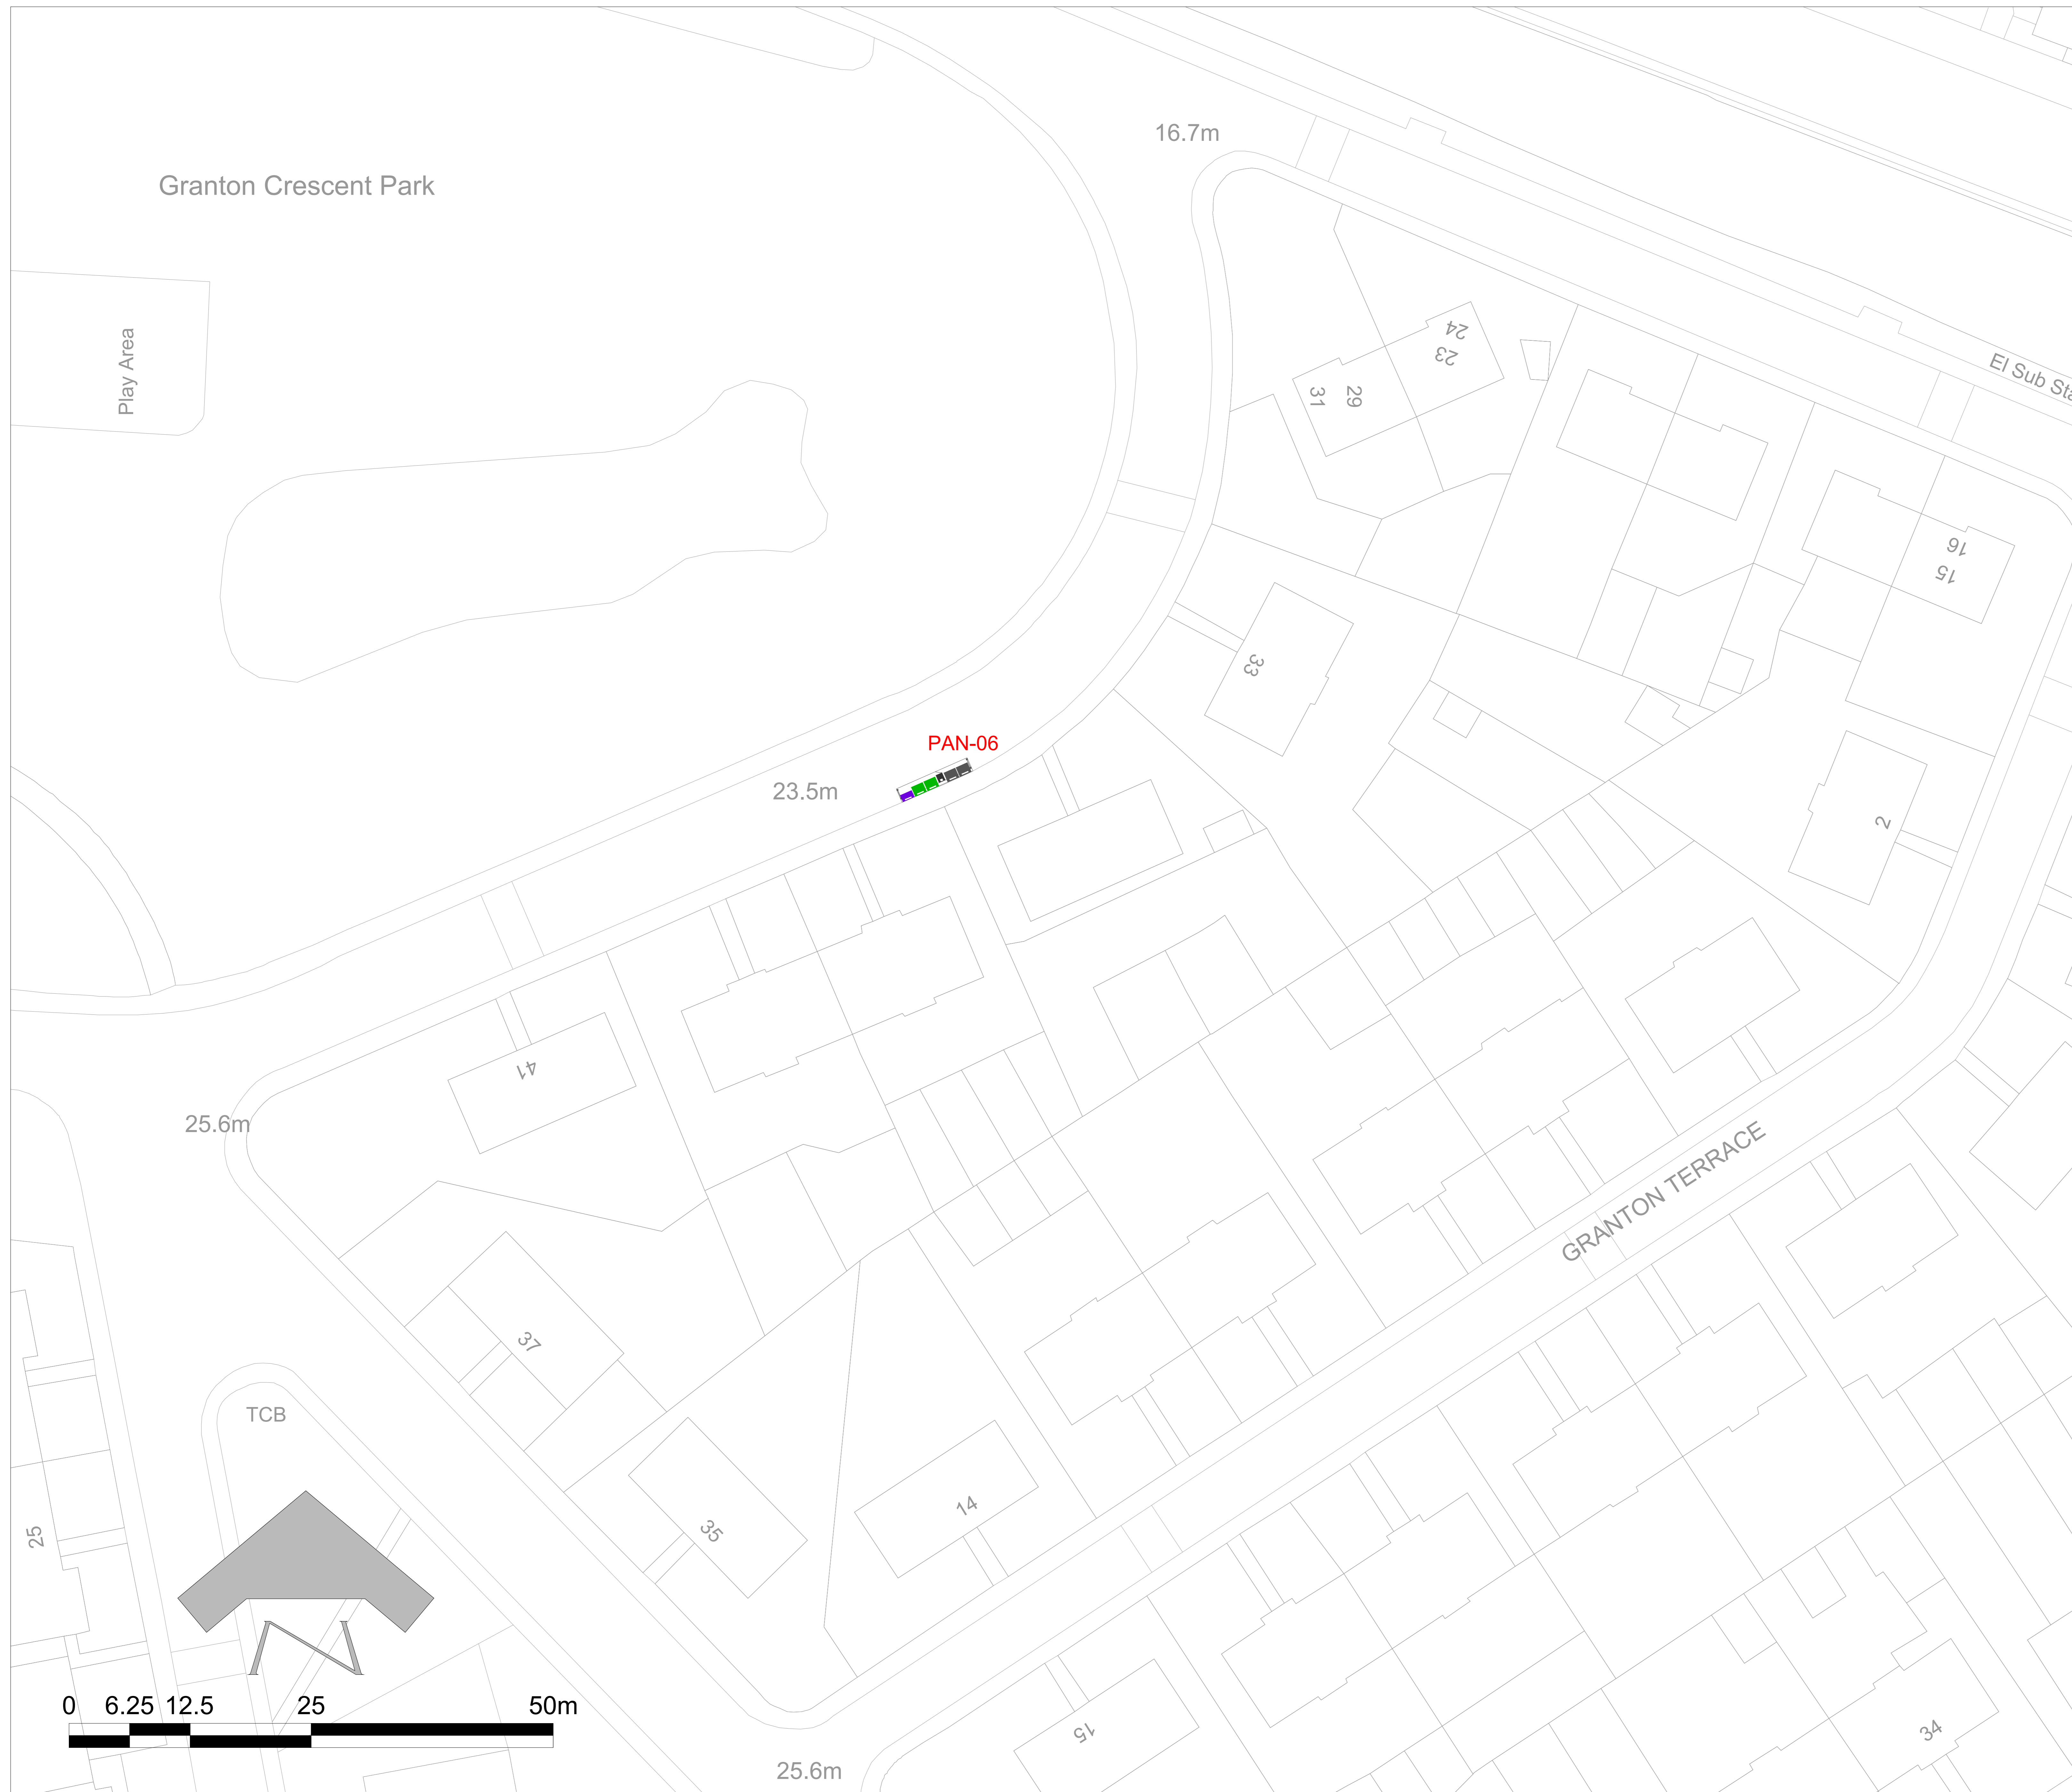 16.7m
Granton Crescent Park
24
23
29
31
Play Area
El Sub Sta
16
15
33
PAN-06
23.5m
2
41
25.6m
GRANTON TERRACE
37
TCB
14
35
25
N
0 6.25 12.5 25 50m
15
34
25.6m